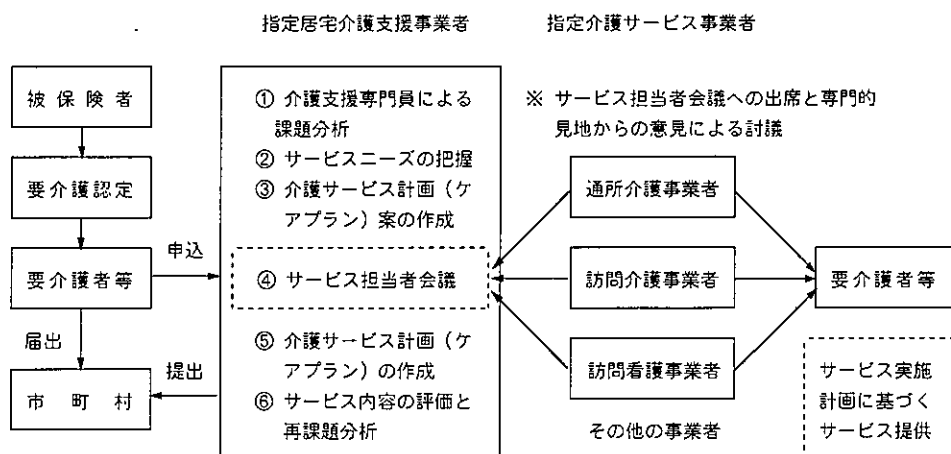 指定居宅介護支援事業者
指定介護サービス事業者
被保険者
要介護認定
要介護者等
申込
届出
提出
市町村
① 介護支援専門員による
課題分析
② サービスニーズの把握
③ 介護サービス計画（ケ
アプラン）案の作成
④ サービス担当者会議
⑤ 介護サービス計画（ケ
アプラン）の作成
⑥ サービス内容の評価と
再課題分析
※ サービス担当者会議への出席と専門的
見地からの意見による討議
通所介護事業者
訪問介護事業者
訪問看護事業者
その他の事業者
要介護者等
サービス実施
計画に基づく
サービス提供